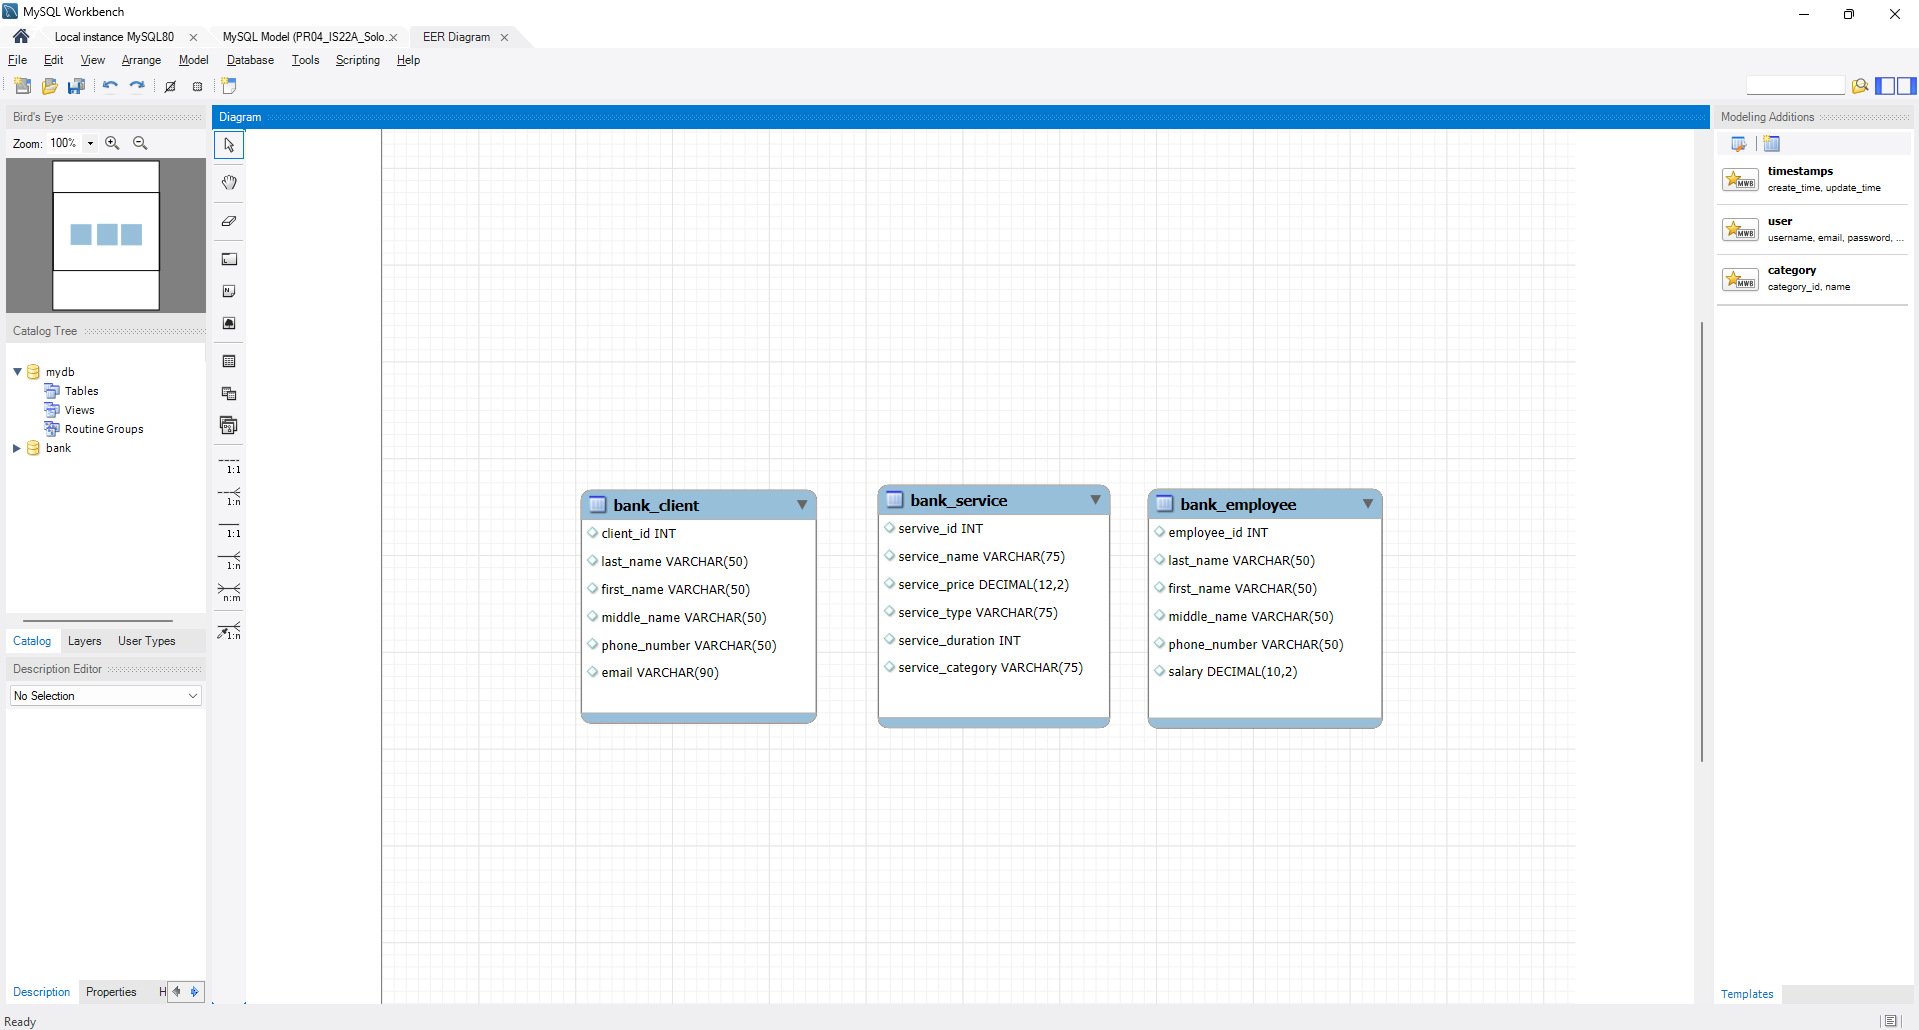 MySQL Workbench
Local instance MySQL80
MySQL Model (PR04_IS22A_Solo..
EER Diagram
File Edit View Arrange Model Database Tools Scripting Help
Bird's Eye
Zoom: 100%
Catalog Tree
mydb
Tables
Views
Routine Groups
bank
Catalog Layers User Types
Description Editor
No Selection
Description Properties H
Diagram
1:1
1:n
1:1
1:n
n:m
1:n
bank_client
client_id INT
last_name VARCHAR(50)
first_name VARCHAR(50)
middle_name VARCHAR(50)
phone_number VARCHAR(50)
email VARCHAR(90)
bank_service
servive_id INT
service_name VARCHAR(75)
service_price DECIMAL(12,2)
service_type VARCHAR(75)
service_duration INT
service_category VARCHAR(75)
bank_employee
employee_id INT
last_name VARCHAR(50)
first_name VARCHAR(50)
middle_name VARCHAR(50)
phone_number VARCHAR(50)
salary DECIMAL(10,2)
Modeling Additions
MWB
timestamps
create_time, update_time
MWB
user
username, email, password, ...
MWB
category
category_id, name
Templates
Ready